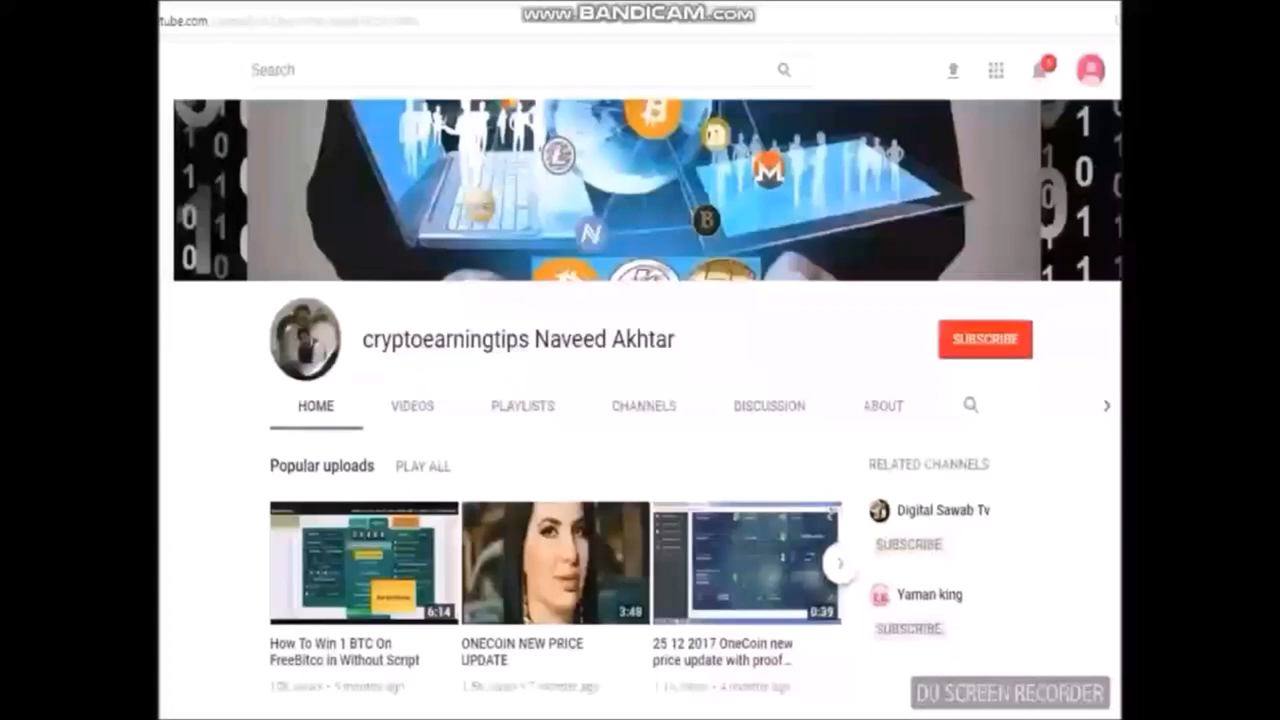 www.BANDICAM.com
tube.com
Search
cryptoearningtips Naveed Akhtar
SUBSCRIBE
HOME VIDEOS PLAYLISTS CHANNELS DISCUSSION ABOUT
Popular uploads PLAY ALL
RELATED CHANNELS
Digital Sawab Tv
SUBSCRIBE
Yaman king
SUBSCRIBE
6:14
3:48
0:39
How To Win 1 BTC On
FreeBitco in Without Script
ONECOIN NEW PRICE
UPDATE
25 12 2017 OneCoin new
price update with proof...
DU SCREEN RECORDER